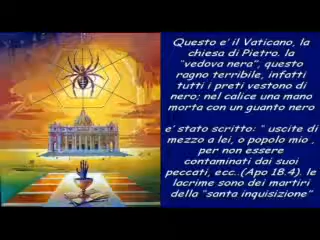 Questo e' il Vaticano, la
chiesa di Pietro. la
"vedova nera", questo
ragno terribile, infatti
tutti i preti vestono di
nero; nel calice una mano
morta con un guanto nero
e' stato scritto: " uscite di
mezzo a lei, o popolo mio ,
per non essere
contaminati dai suoi
peccati, ecc..(Apo 18.4). le
lacrime sono dei martiri
dello "santa inquisizione"